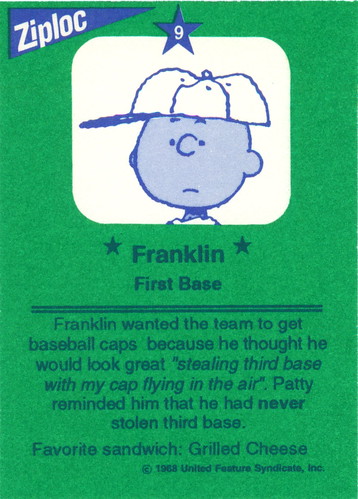 Ziploc
9
Franklin
First Base
Franklin wanted the team to get
baseball caps because he thought he
would look great "stealing third base
with my cap flying in the air". Patty
reminded him that he had never
stolen third base.
Favorite sandwich: Grilled Cheese
© 1968 United Feature Syndicate, Inc.